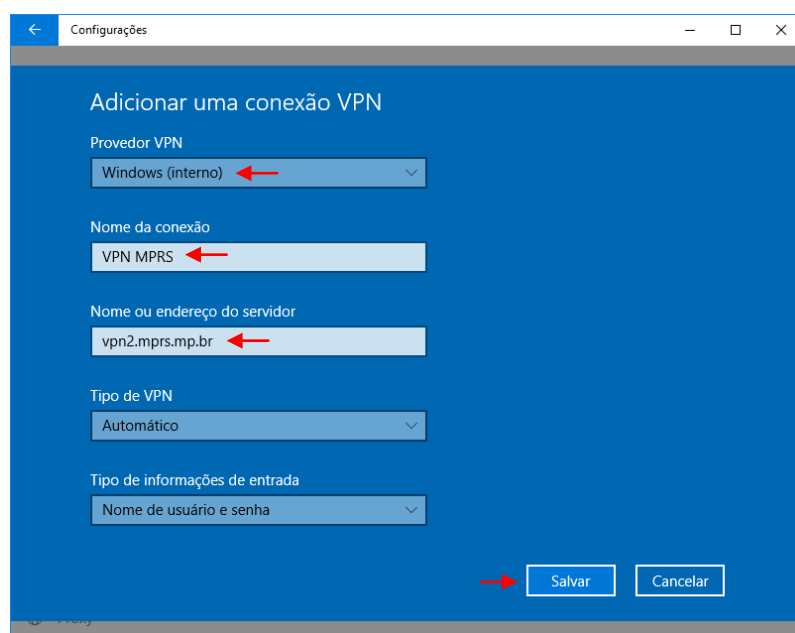 Configurações
Adicionar uma conexão VPN
Provedor VPN
Windows (interno)
Nome da conexão
VPN MPRS
Nome ou endereço do servidor
vpn2.mprs.mp.br
Tipo de VPN
Automático
Tipo de informações de entrada
Nome de usuário e senha
Salvar
Cancelar